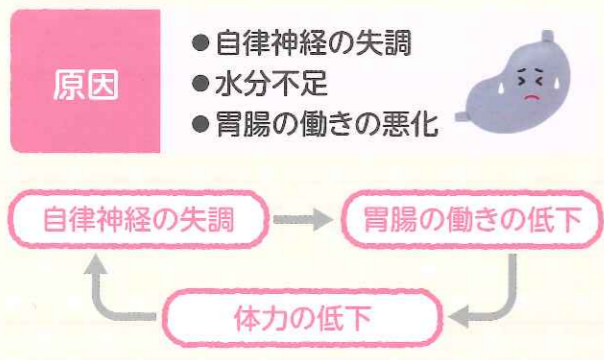 原因
●自律神経の失調
●水分不足
●胃腸の働きの悪化
自律神経の失調
胃腸の働きの低下
体力の低下